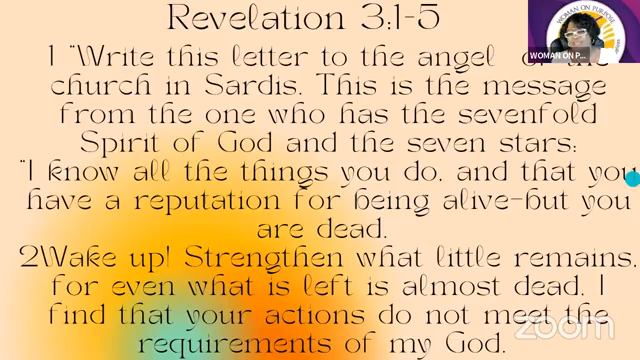 Revelation 3:1-5
1 "Write this letter to the angel of the
church in Sardis. This is the message
from the one who has the sevenfold
Spirit of God and the seven stars:
"I know all the things you do, and that you
have a reputation for being alive—but you
are dead.
2Wake up! Strengthen what little remains,
for even what is left is almost dead. I
find that your actions do not meet the
requirements of my God.
WOMAN ON PURPOSE
WOMAN ON P...
zoom